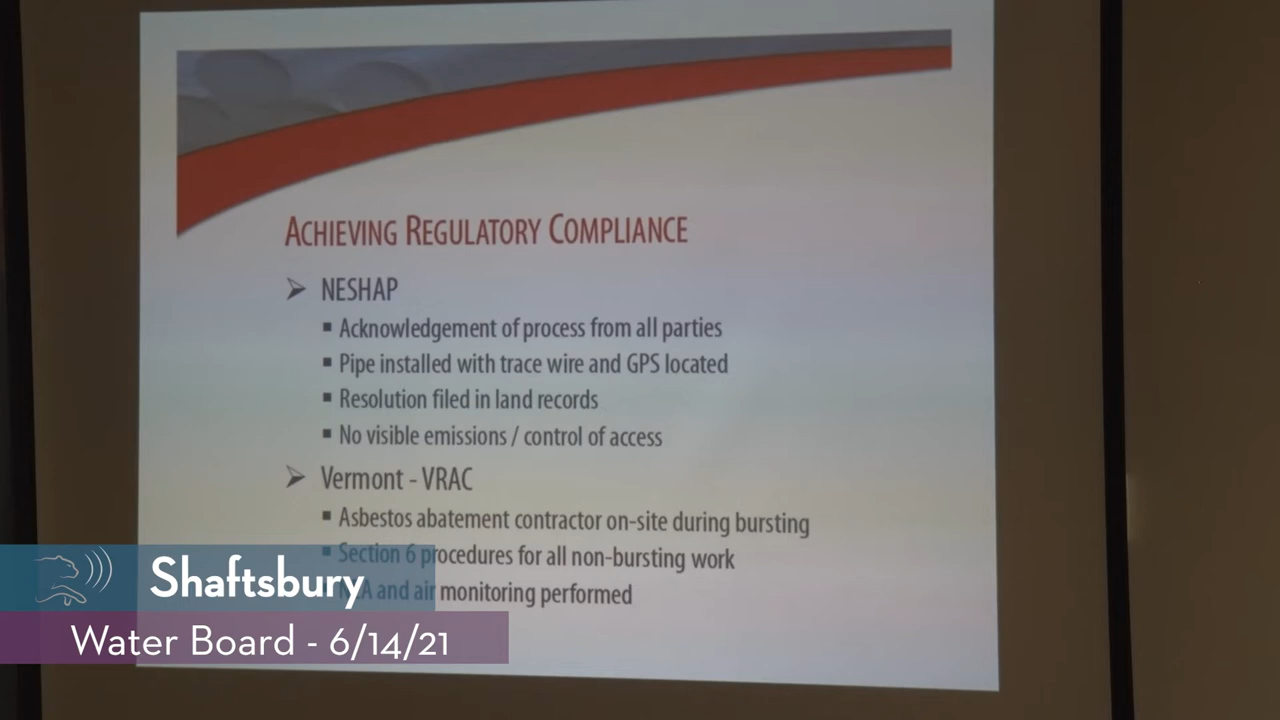 ACHIEVING REGULATORY COMPLIANCE
NESHAP
Acknowledgement of process from all parties
Pipe installed with trace wire and GPS located
Resolution filed in land records
No visible emissions / control of access
Vermont - VRAC
Asbestos abatement contractor on-site during bursting
Section 6 procedures for all non-bursting work
and air monitoring performed
Shaftsbury
Water Board - 6/14/21